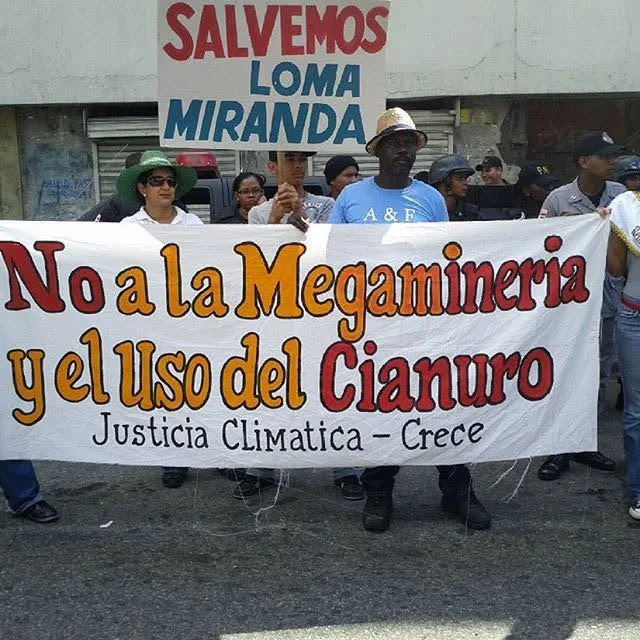 SALVEMOS
LOMA
MIRANDA
A & F
No a la Megamineria
y el Uso del Cianuro
Justicia Climatica - Crece